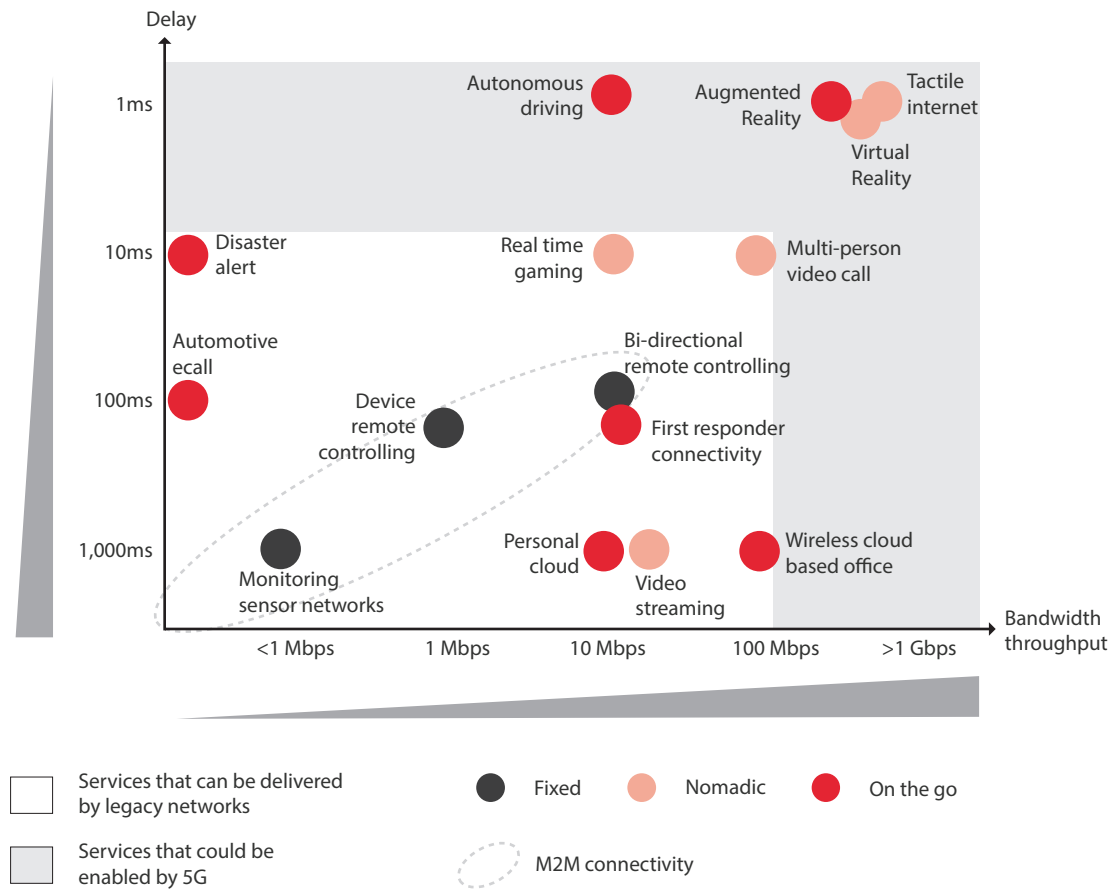 Delay
1ms
Autonomous
driving
Augmented
Reality
Tactile
internet
Virtual
Reality
10ms
Disaster
alert
Real time
gaming
Multi-person
video call
Automotive
ecall
Bi-directional
remote controlling
100ms
Device
remote
controlling
First responder
connectivity
1,000ms
Monitoring
sensor networks
Personal
cloud
Video
streaming
Wireless cloud
based office
Bandwidth
throughput
<1 Mbps
1 Mbps
10 Mbps
100 Mbps
>1 Gbps
Services that can be delivered
by legacy networks
Fixed
Nomadic
On the go
Services that could be
enabled by 5G
M2M connectivity